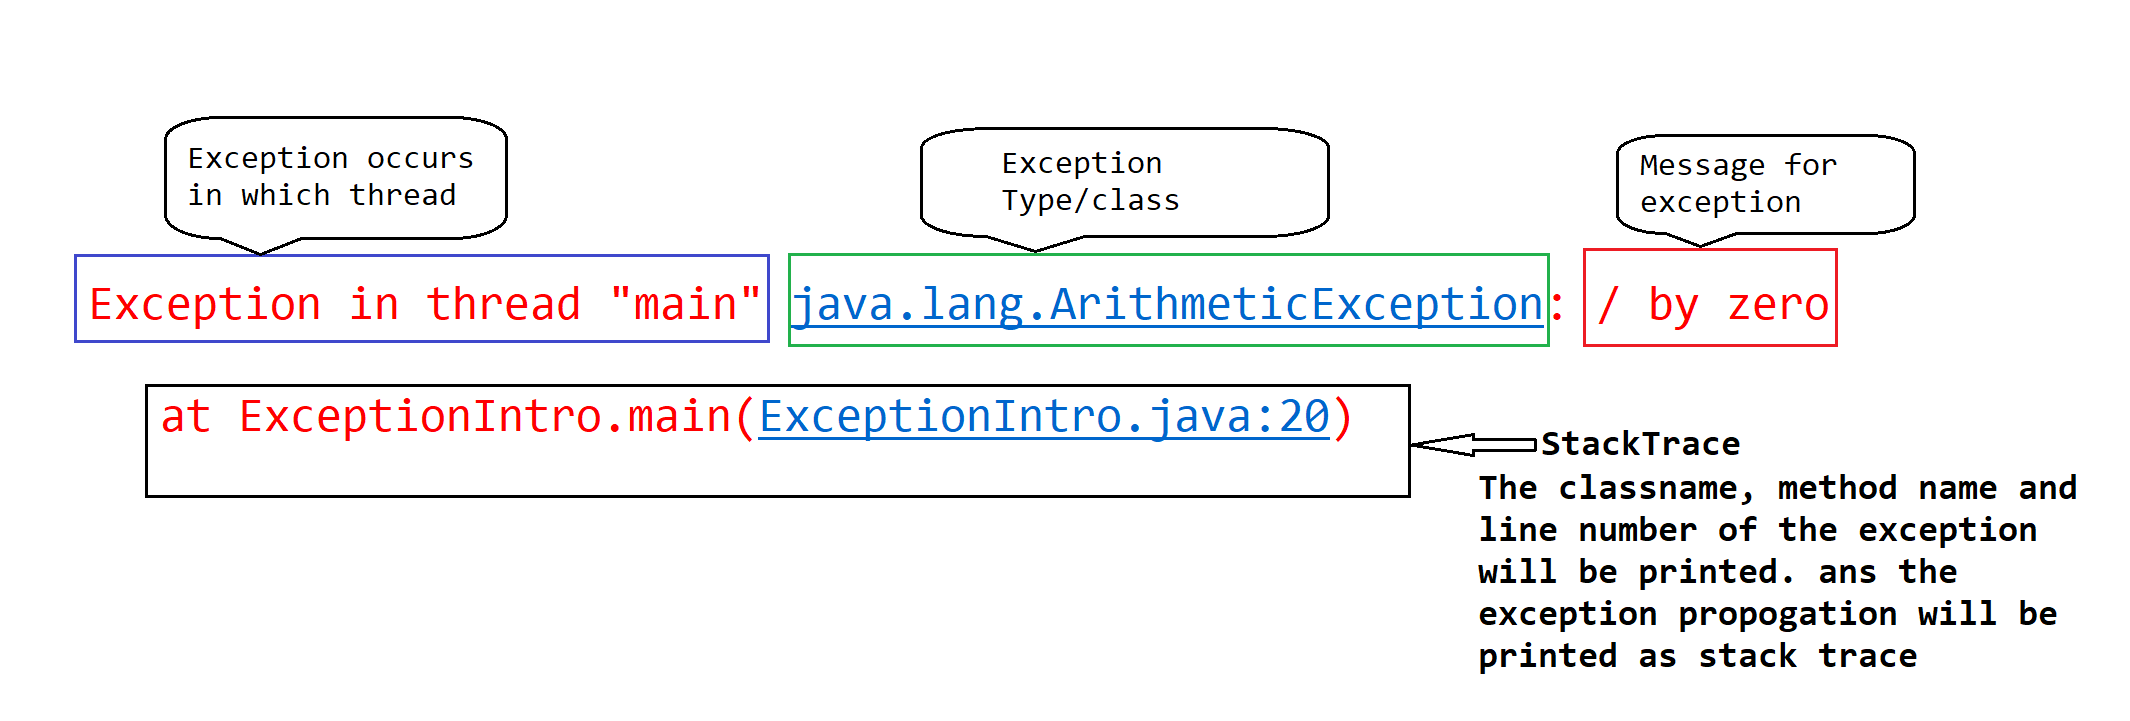 Exception occurs
in which thread
Exception
Type/class
Message for
exception
Exception in thread "main" java.lang.ArithmeticException: / by zero
at ExceptionIntro.main(ExceptionIntro.java:20)
StackTrace
The classname, method name and
line number of the exception
will be printed. ans the
exception propogation will be
printed as stack trace